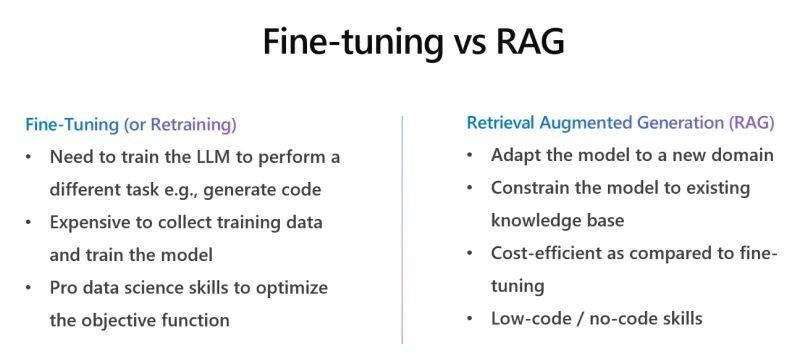 Fine-tuning vs RAG
Fine-Tuning (or Retraining)
• Need to train the LLM to perform a
different task e.g., generate code
• Expensive to collect training data
and train the model
• Pro data science skills to optimize
the objective function
Retrieval Augmented Generation (RAG)
• Adapt the model to a new domain
• Constrain the model to existing
knowledge base
• Cost-efficient as compared to fine-
tuning
• Low-code / no-code skills